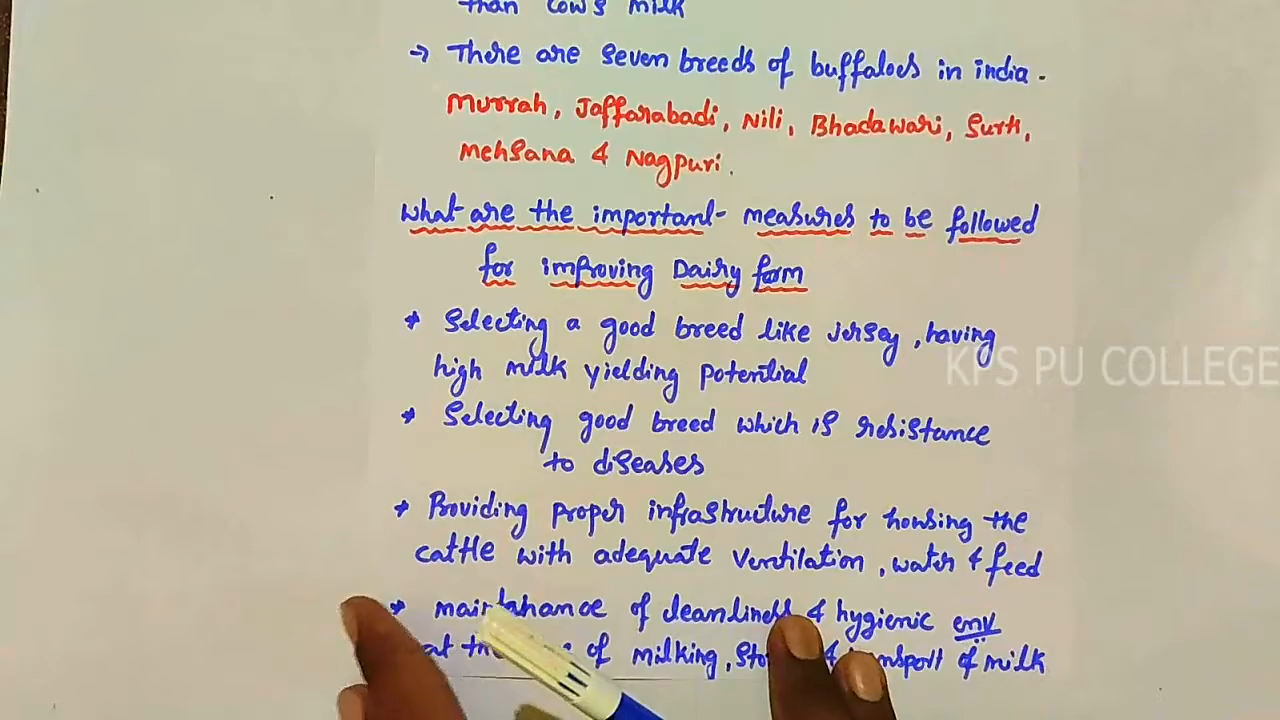 than cow's milk
→ There are seven breeds of buffaloes in india.
Murrah, Jaffarabadi, Nili, Bhadawari, Surti,
Mehsana & Nagpuri.
What are the important measures to be followed
for improving Dairy farm
* Selecting a good breed like Jersey, having
high milk yielding potential
* Selecting good breed which is resistance
to diseases
* Providing proper infrastructure for housing the
cattle with adequate ventilation, water & feed
* of cleanliness & hygienic env
at of milking, & of milk
KPS PU COLLEGE